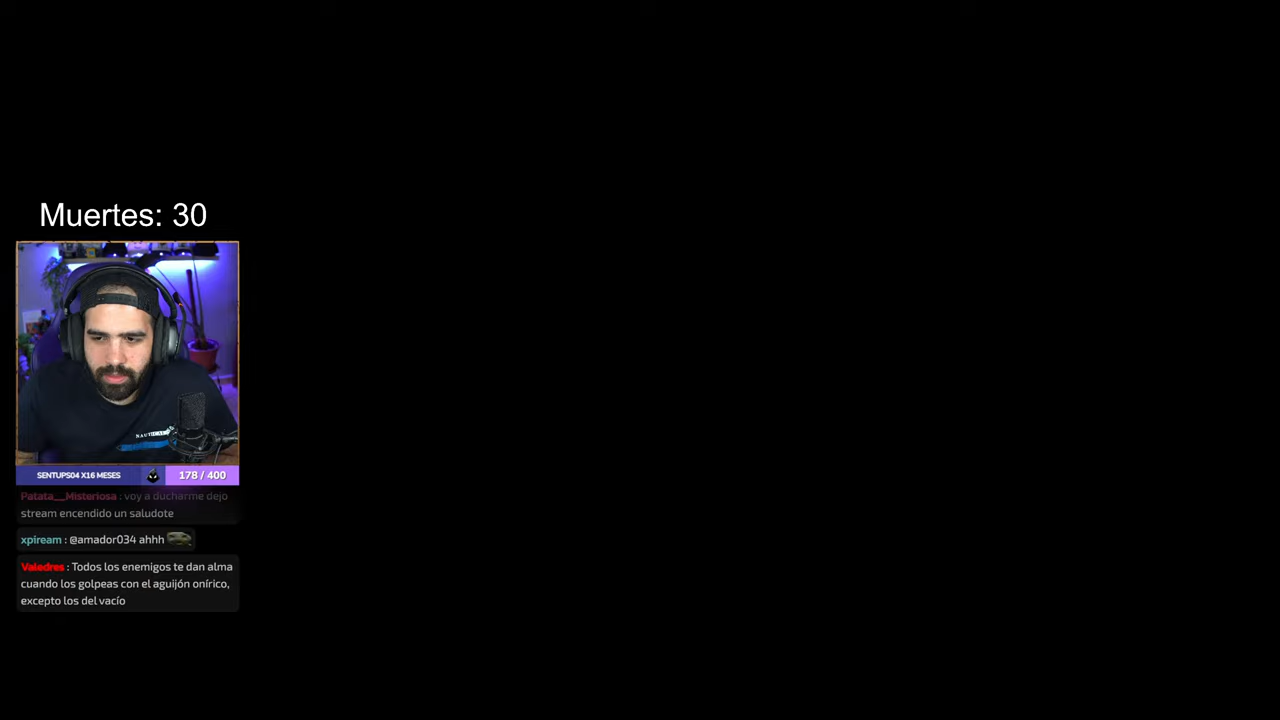 Muertes: 30
SENTUPS04 X16 MESES
178 / 400
Patata__Misteriosa : voy a ducharme dejo
stream encendido un saludote
xpiream : @amador034 ahhh
Valedres : Todos los enemigos te dan alma
cuando los golpeas con el aguijón onírico,
excepto los del vacío